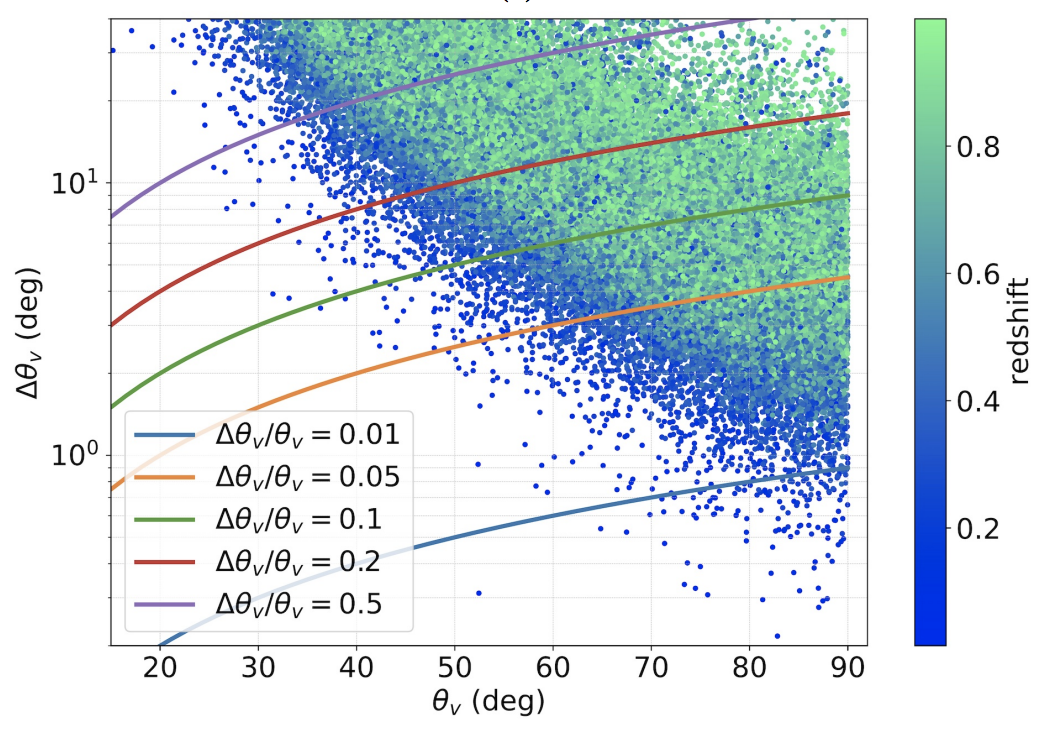 10¹
10⁰
Δθᵥ (deg)
Δθᵥ/θᵥ = 0.01
Δθᵥ/θᵥ = 0.05
Δθᵥ/θᵥ = 0.1
Δθᵥ/θᵥ = 0.2
Δθᵥ/θᵥ = 0.5
20 30 40 50 60 70 80 90
θᵥ (deg)
0.8
0.6
0.4
0.2
redshift